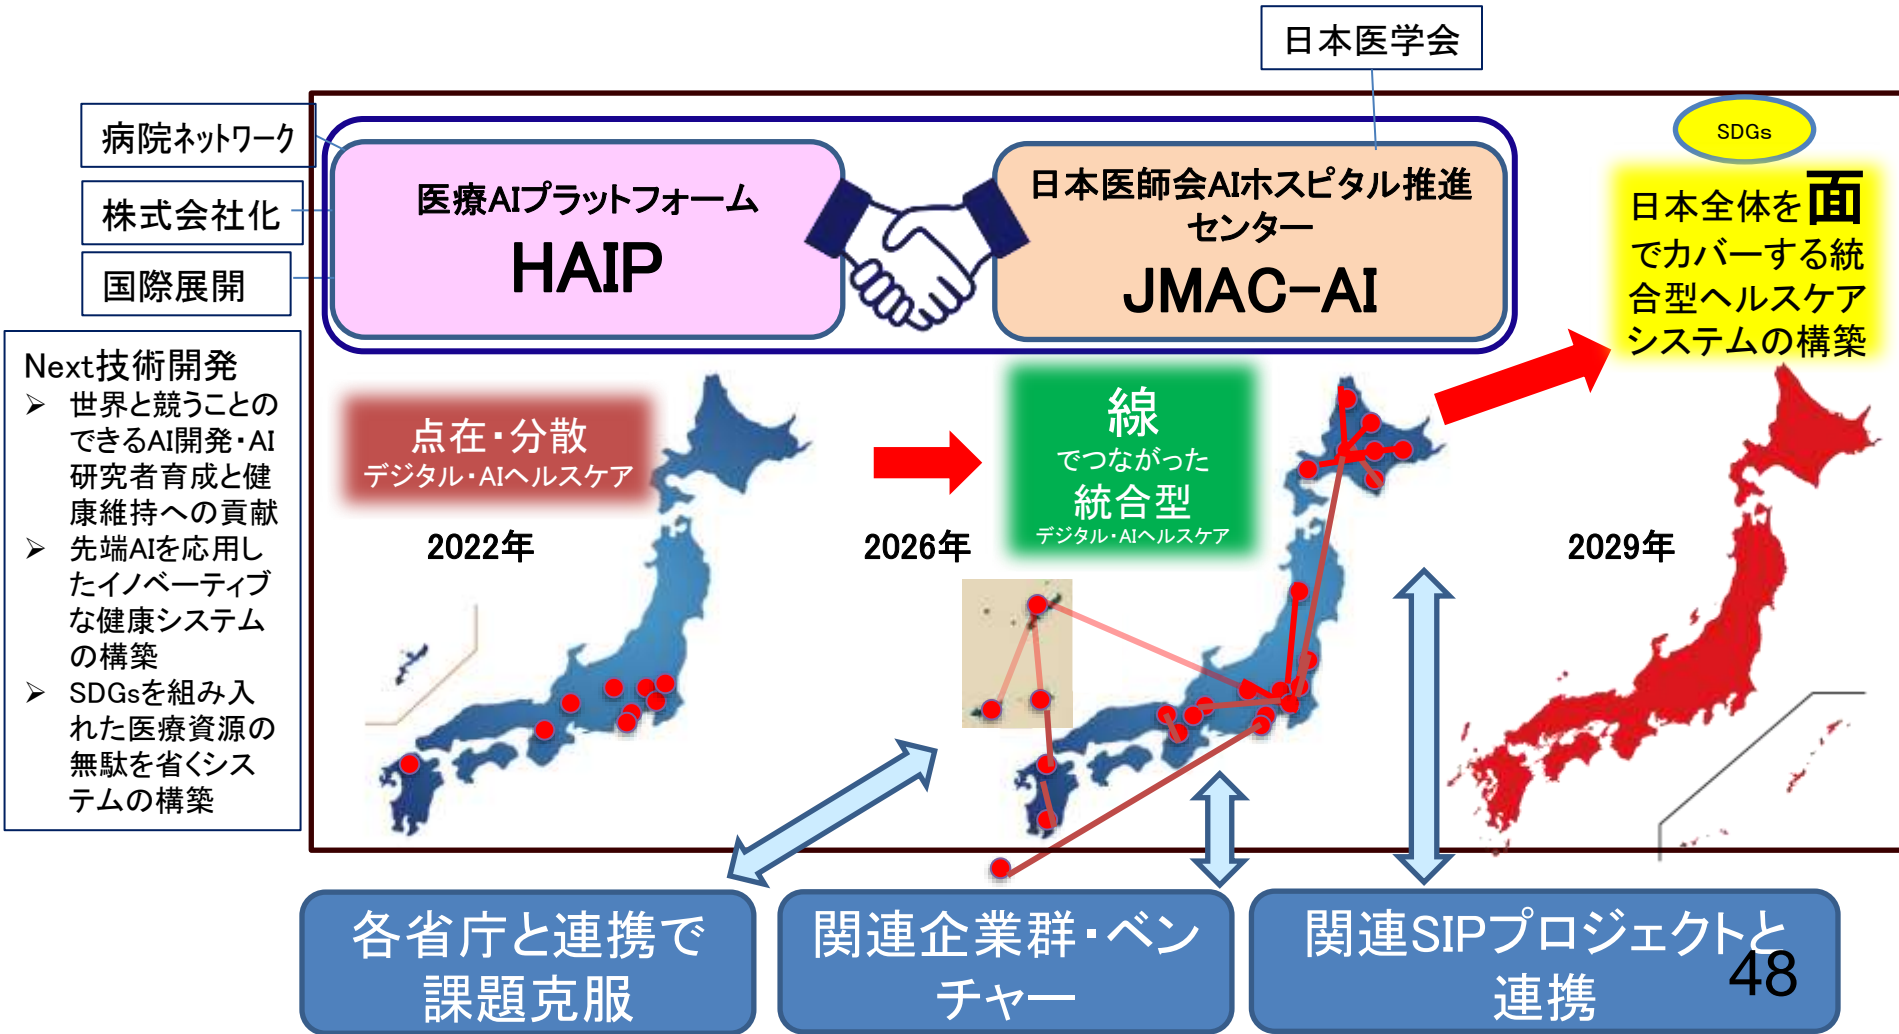 日本医学会
病院ネットワーク
株式会社化
国際展開
医療AIプラットフォーム
HAIP
日本医師会AIホスピタル推進
センター
JMAC-AI
SDGs
日本全体を面
でカバーする統
合型ヘルスケア
システムの構築
Next技術開発
➢ 世界と競うことの
できるAI開発・AI
研究者育成と健
康維持への貢献
➢ 先端AIを応用し
たイノベーティブ
な健康システム
の構築
➢ SDGsを組み入
れた医療資源の
無駄を省くシス
テムの構築
点在・分散
デジタル・AIヘルスケア
2022年
線
でつながった
統合型
デジタル・AIヘルスケア
2026年
2029年
各省庁と連携で
課題克服
関連企業群・ベン
チャー
関連SIPプロジェクトと
連携
48